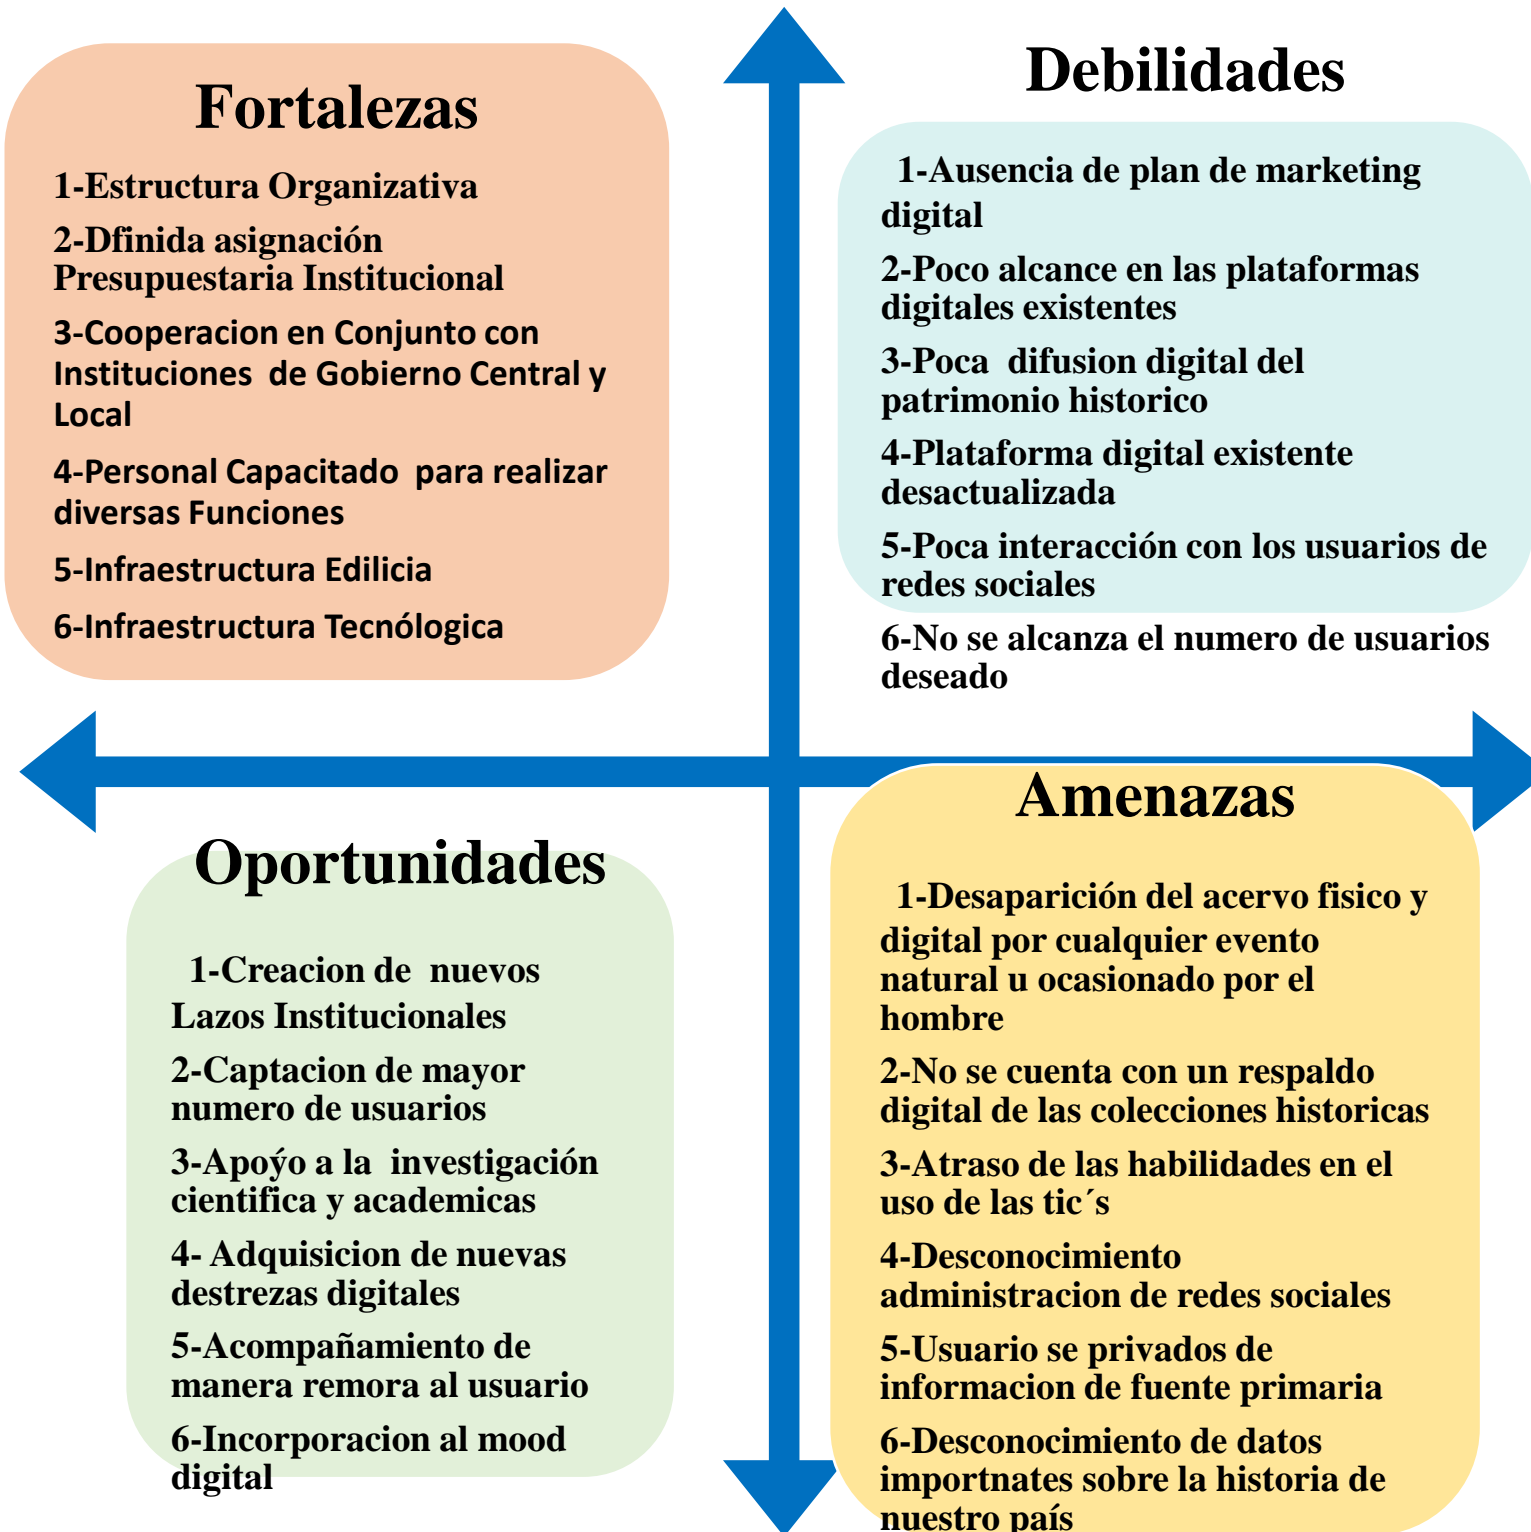 Fortalezas
1-Estructura Organizativa
2-Dfinida asignación
Presupuestaria Institucional
3-Cooperacion en Conjunto con
Instituciones de Gobierno Central y
Local
4-Personal Capacitado para realizar
diversas Funciones
5-Infraestructura Edilicia
6-Infraestructura Tecnólogica
Debilidades
1-Ausencia de plan de marketing
digital
2-Poco alcance en las plataformas
digitales existentes
3-Poca difusion digital del
patrimonio historico
4-Plataforma digital existente
desactualizada
5-Poca interacción con los usuarios de
redes sociales
6-No se alcanza el numero de usuarios
deseado
Oportunidades
1-Creacion de nuevos
Lazos Institucionales
2-Captacion de mayor
numero de usuarios
3-Apoýo a la investigación
cientifica y academicas
4- Adquisicion de nuevas
destrezas digitales
5-Acompañamiento de
manera remora al usuario
6-Incorporacion al mood
digital
Amenazas
1-Desaparición del acervo fisico y
digital por cualquier evento
natural u ocasionado por el
hombre
2-No se cuenta con un respaldo
digital de las colecciones historicas
3-Atraso de las habilidades en el
uso de las tic´s
4-Desconocimiento
administracion de redes sociales
5-Usuario se privados de
informacion de fuente primaria
6-Desconocimiento de datos
importnates sobre la historia de
nuestro país